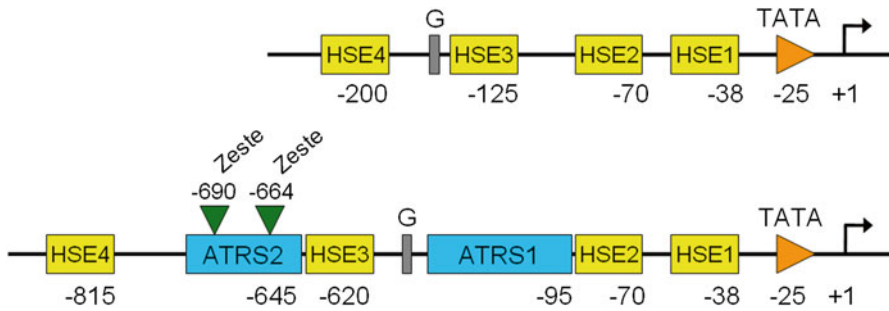 G TATA
HSE4 HSE3 HSE2 HSE1
-200 -125 -70 -38 -25 +1
Zeste Zeste
-690 -664
G TATA
HSE4 ATRS2 HSE3 ATRS1 HSE2 HSE1
-815 -645 -620 -95 -70 -38 -25 +1